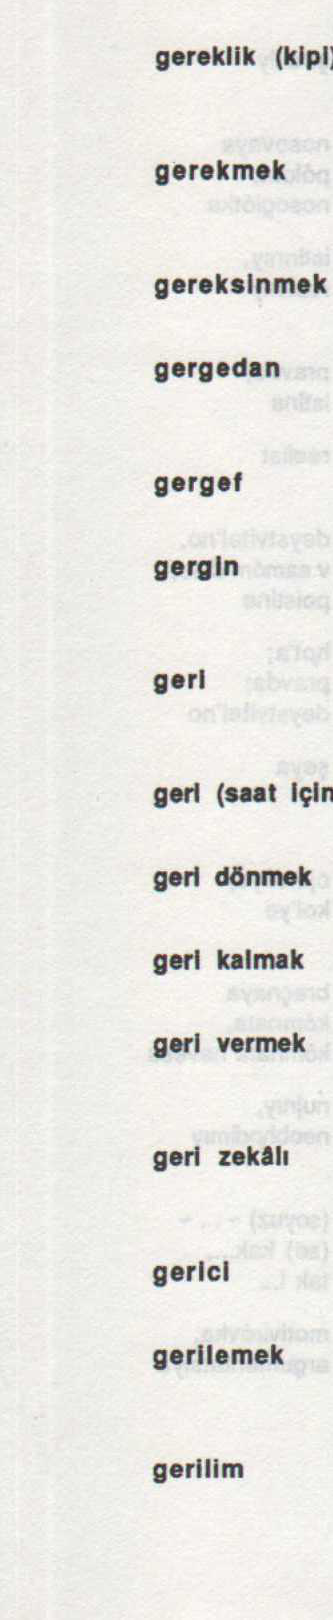 gereklik (kipi)
gerekmek
gereksinmek
gergedan
gergef
gergin
geri
geri (saat için
geri dönmek
geri kalmak
geri vermek
geri zekâlı
gerici
gerilemek
gerilim